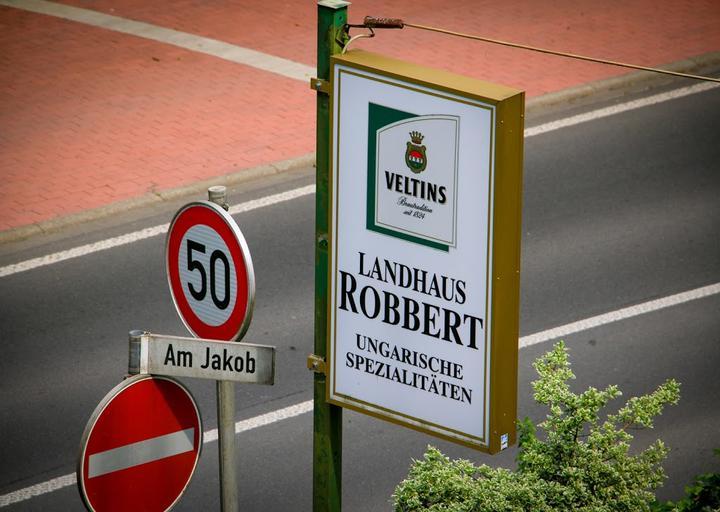 VELTINS
Brautradition
seit 1824
LANDHAUS
ROBBERT
UNGARISCHE
SPEZIALITÄTEN
50
Am Jakob